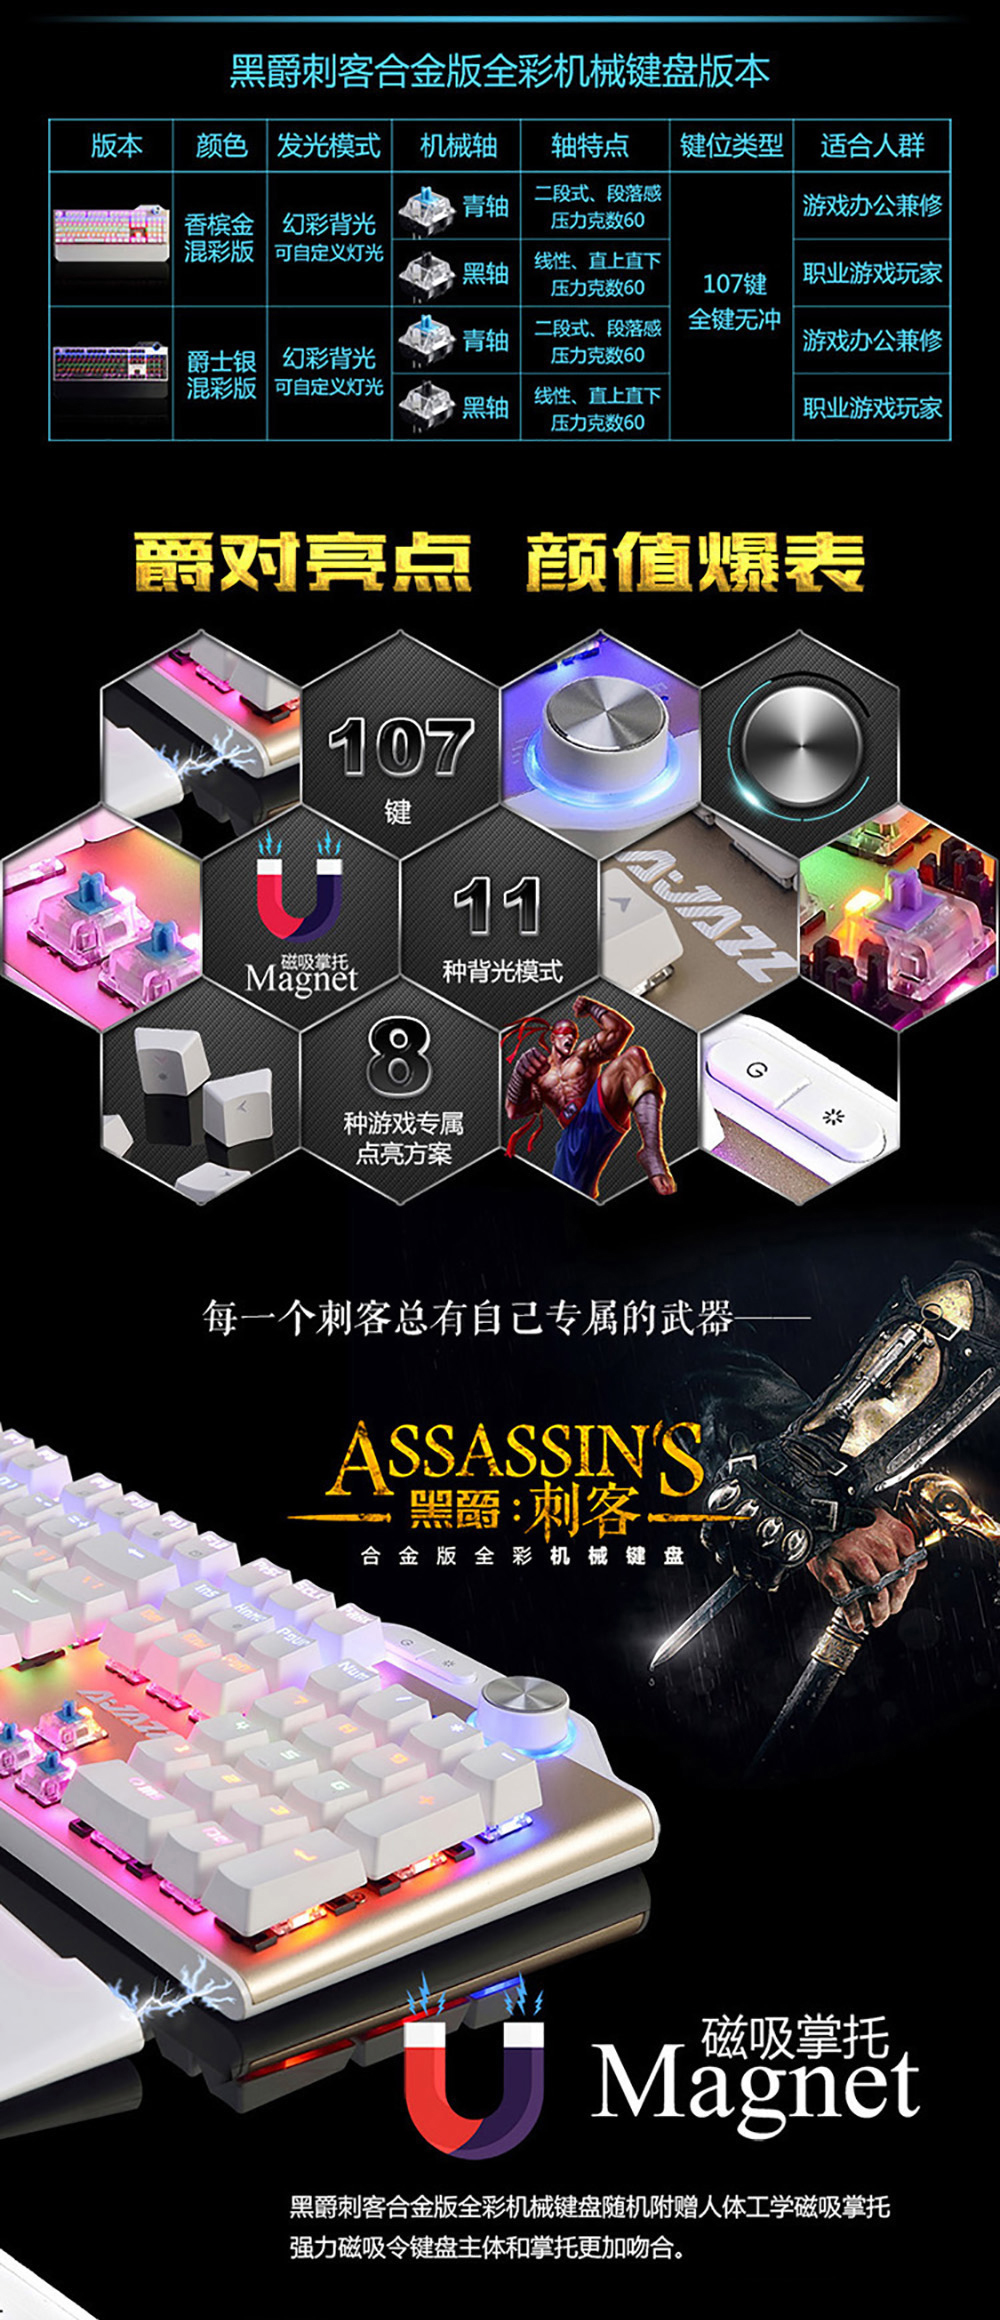 黑爵刺客合金版全彩机械键盘版本
版本 颜色 发光模式 机械轴 轴特点 键位类型 适合人群
香槟金
混彩版
幻彩背光
可自定义灯光
青轴
二段式、段落感
压力克数60
游戏办公兼修
黑轴
线性、直上直下
压力克数60
职业游戏玩家
107键
全键无冲
爵士银
混彩版
幻彩背光
可自定义灯光
青轴
二段式、段落感
压力克数60
游戏办公兼修
黑轴
线性、直上直下
压力克数60
职业游戏玩家
爵对亮点 颜值爆表
107
键
磁吸掌托
Magnet
11
种背光模式
A-JAZZ
8
种游戏专属
点亮方案
G
每一个刺客总有自己专属的武器——
ASSASSIN'S
黑爵:刺客
合金版全彩机械键盘
G
Ins
Pgup
Num
A-JAZZ
磁吸掌托
Magnet
黑爵刺客合金版全彩机械键盘随机附赠人体工学磁吸掌托
强力磁吸令键盘主体和掌托更加吻合。